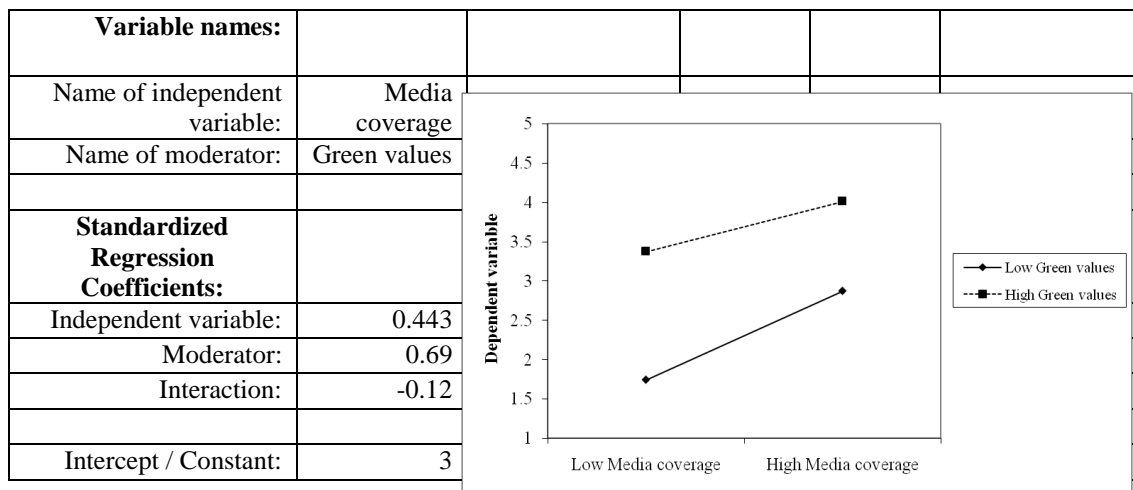 Variable names:
Name of independent
variable:
Media
coverage
Name of moderator:
Green values
Standardized
Regression
Coefficients:
Independent variable:
0.443
Moderator:
0.69
Interaction:
-0.12
Intercept / Constant:
3
5
4.5
4
3.5
3
2.5
2
1.5
1
Dependent variable
Low Media coverage
High Media coverage
Low Green values
High Green values